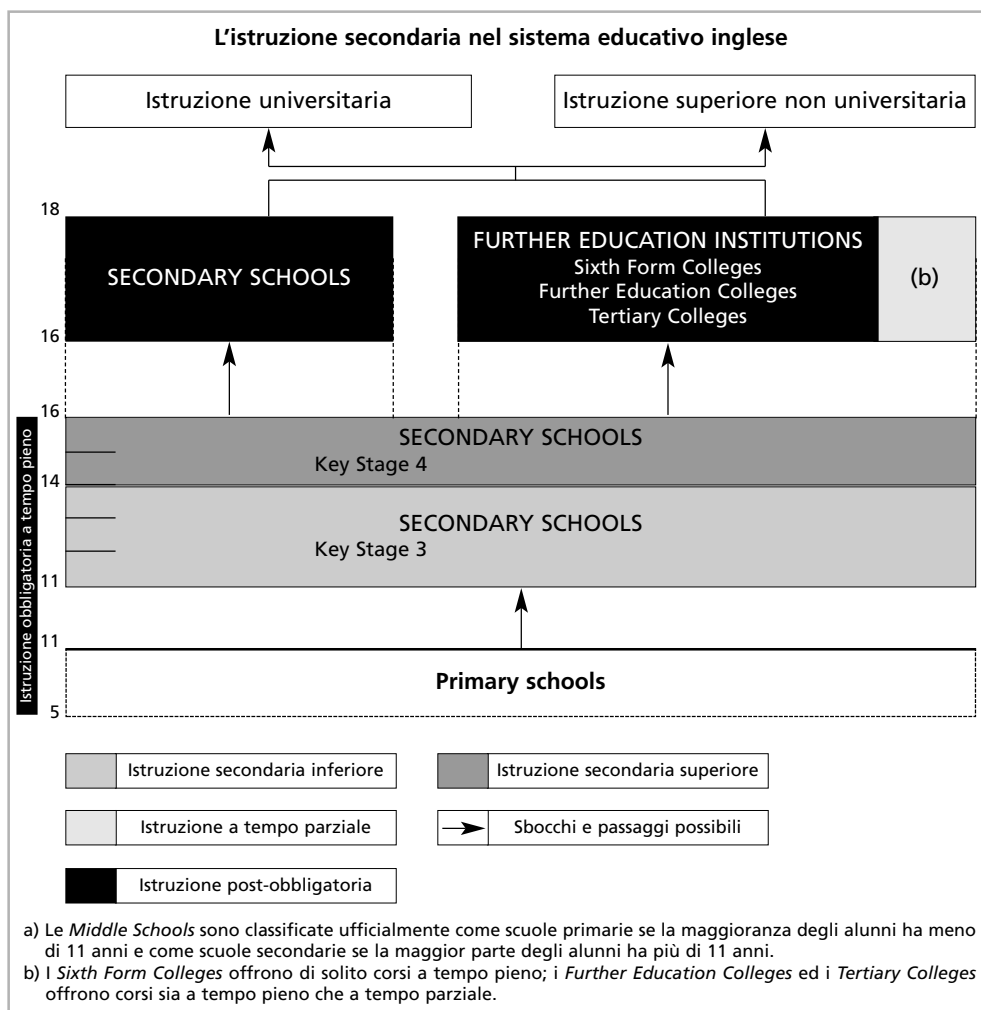 L'istruzione secondaria nel sistema educativo inglese
Istruzione universitaria
Istruzione superiore non universitaria
18
SECONDARY SCHOOLS
FURTHER EDUCATION INSTITUTIONS
Sixth Form Colleges
Further Education Colleges
Tertiary Colleges
(b)
16
16
SECONDARY SCHOOLS
Key Stage 4
14
SECONDARY SCHOOLS
Key Stage 3
11
Istruzione obbligatoria a tempo pieno
11
Primary schools
5
Istruzione secondaria inferiore
Istruzione secondaria superiore
Istruzione a tempo parziale
Sbocchi e passaggi possibili
Istruzione post-obbligatoria
a) Le Middle Schools sono classificate ufficialmente come scuole primarie se la maggioranza degli alunni ha meno
di 11 anni e come scuole secondarie se la maggior parte degli alunni ha più di 11 anni.
b) I Sixth Form Colleges offrono di solito corsi a tempo pieno; i Further Education Colleges ed i Tertiary Colleges
offrono corsi sia a tempo pieno che a tempo parziale.